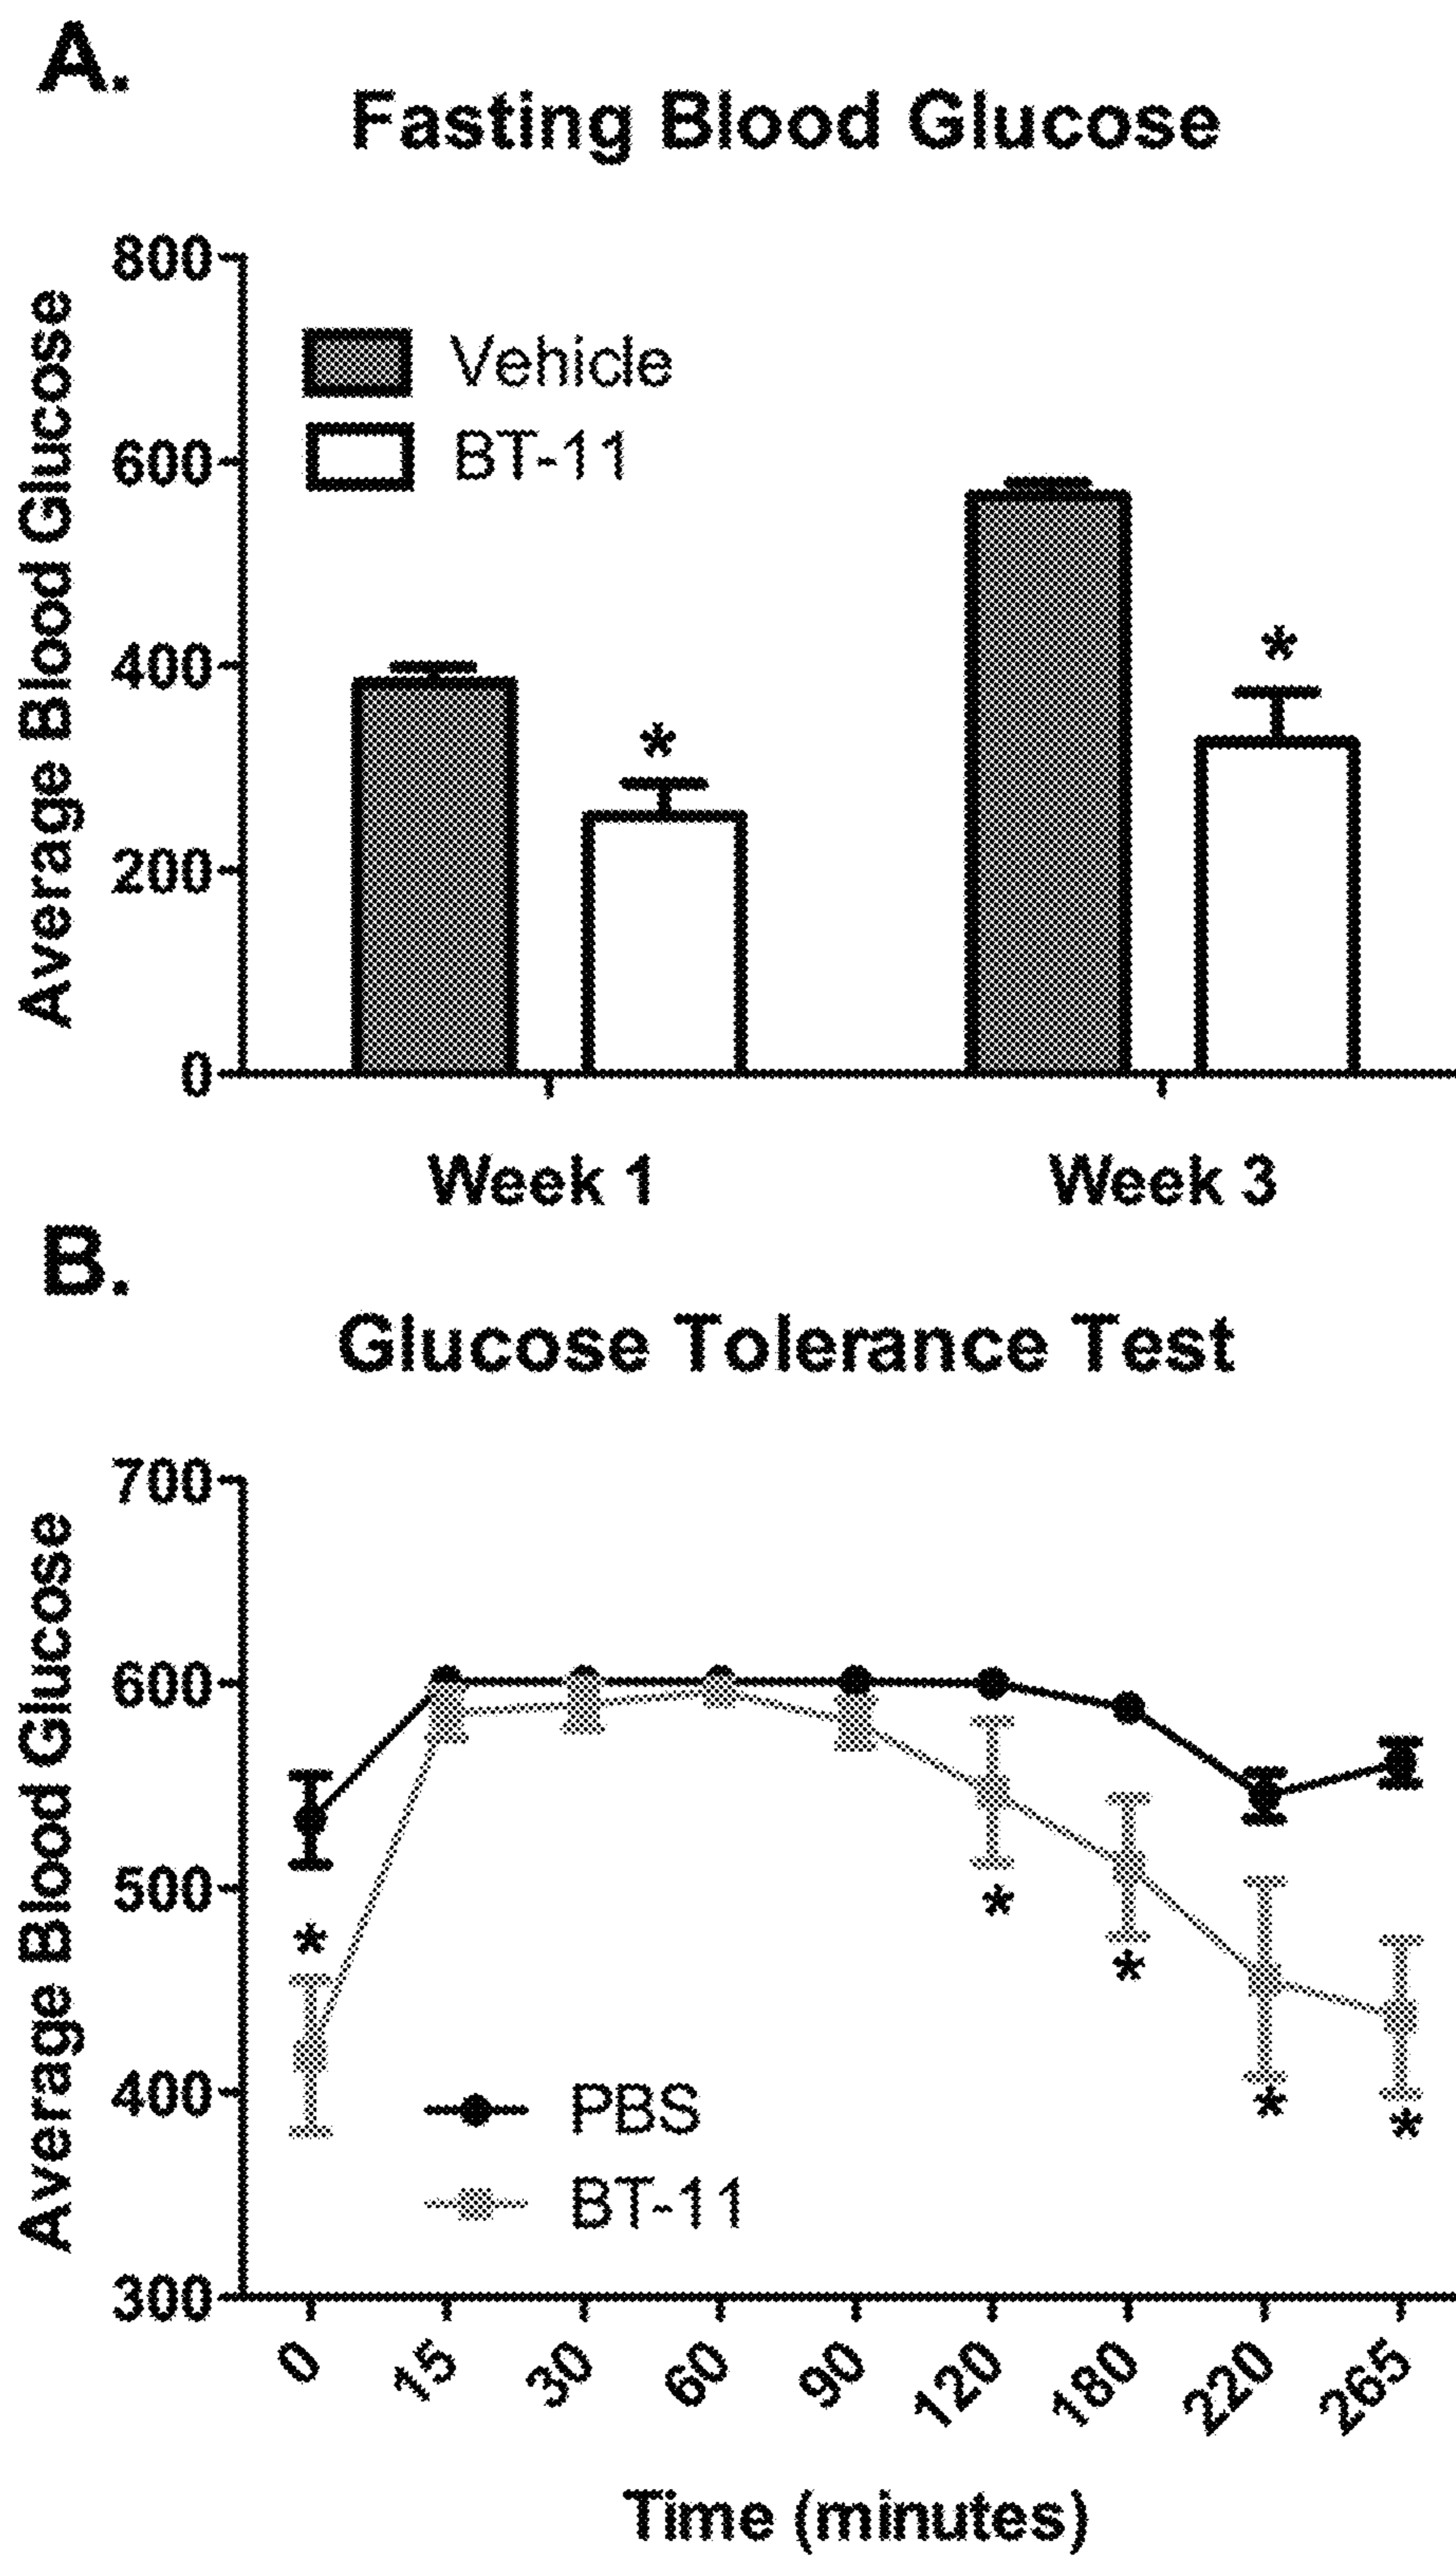 A.
Fasting Blood Glucose
Average Blood Glucose
800
600
400
200
0
Vehicle
BT-11
*
*
Week 1
Week 3
B.
Glucose Tolerance Test
Average Blood Glucose
700
600
500
400
300
*
*
*
*
*
PBS
BT-11
0
15
30
60
90
120
180
220
265
Time (minutes)